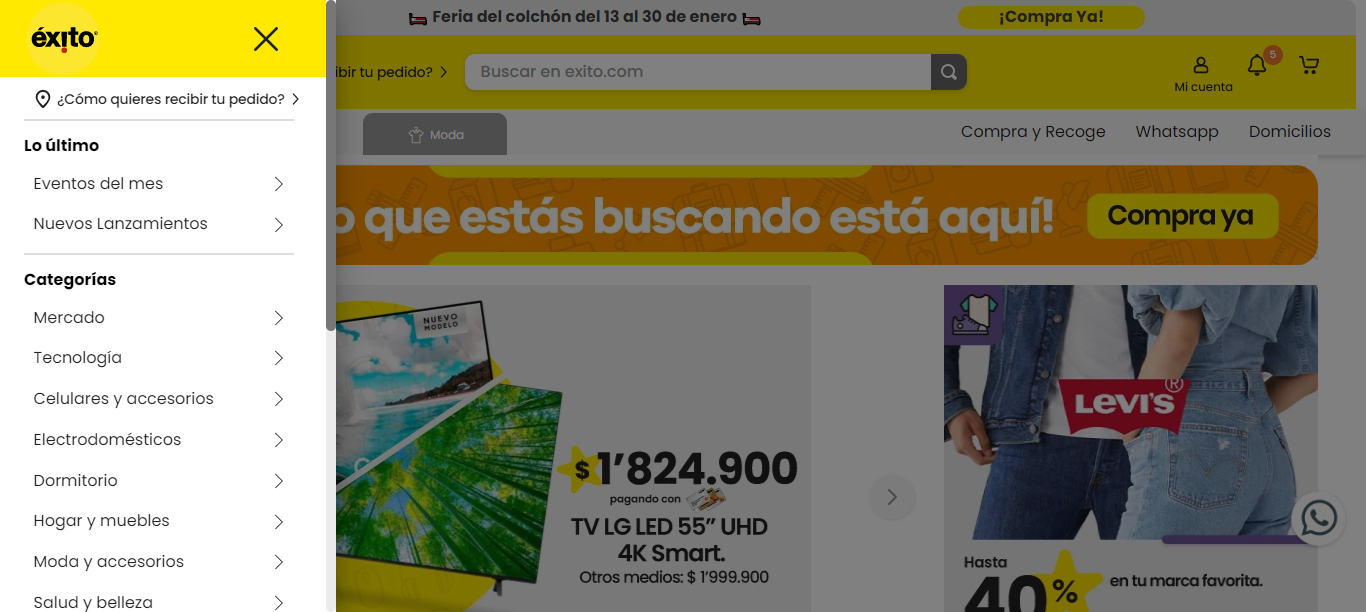 éxito
¿Cómo quieres recibir tu pedido?
Lo último
Eventos del mes
Nuevos Lanzamientos
Categorías
Mercado
Tecnología
Celulares y accesorios
Electrodomésticos
Dormitorio
Hogar y muebles
Moda y accesorios
Salud y belleza
Feria del colchón del 13 al 30 de enero
¡Compra Ya!
ibir tu pedido?
Buscar en exito.com
Mi cuenta
5
Moda
Compra y Recoge
Whatsapp
Domicilios
o que estás buscando está aquí!
Compra ya
NUEVO
MODELO
$1’824.900
pagando con
TV LG LED 55” UHD
4K Smart.
Otros medios: $ 1’999.900
LEVI'S®
Hasta
40%
en tu marca favorita.